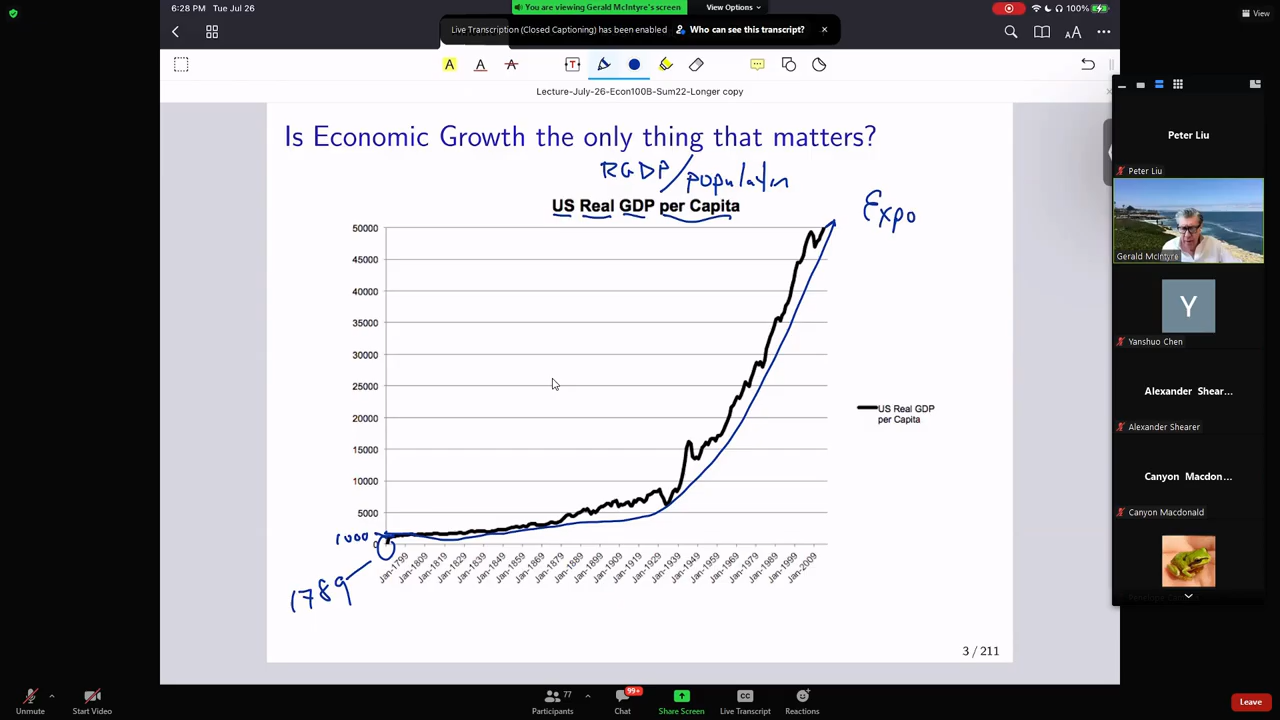 6:28 PM Tue Jul 26
You are viewing Gerald McIntyre's screen
View Options
100%
View
Live Transcription (Closed Captioning) has been enabled
Who can see this transcript?
A A A T
AA
Lecture-July-26-Econ100B-Sum22-Longer copy
Is Economic Growth the only thing that matters?
RGDP/population
US Real GDP per Capita
Expo
50000
45000
40000
35000
30000
25000
20000
15000
10000
5000
0
1000
1789
Jan-1799
Jan-1809
Jan-1819
Jan-1829
Jan-1839
Jan-1849
Jan-1859
Jan-1869
Jan-1879
Jan-1889
Jan-1899
Jan-1909
Jan-1919
Jan-1929
Jan-1939
Jan-1949
Jan-1959
Jan-1969
Jan-1979
Jan-1989
Jan-1999
Jan-2009
US Real GDP
per Capita
3 / 211
Peter Liu
Peter Liu
Gerald McIntyre
Y
Yanshuo Chen
Alexander Shear...
Alexander Shearer
Canyon Macdon...
Canyon Macdonald
Unmute
Start Video
77
Participants
99+
Chat
Share Screen
CC
Live Transcript
Reactions
Leave